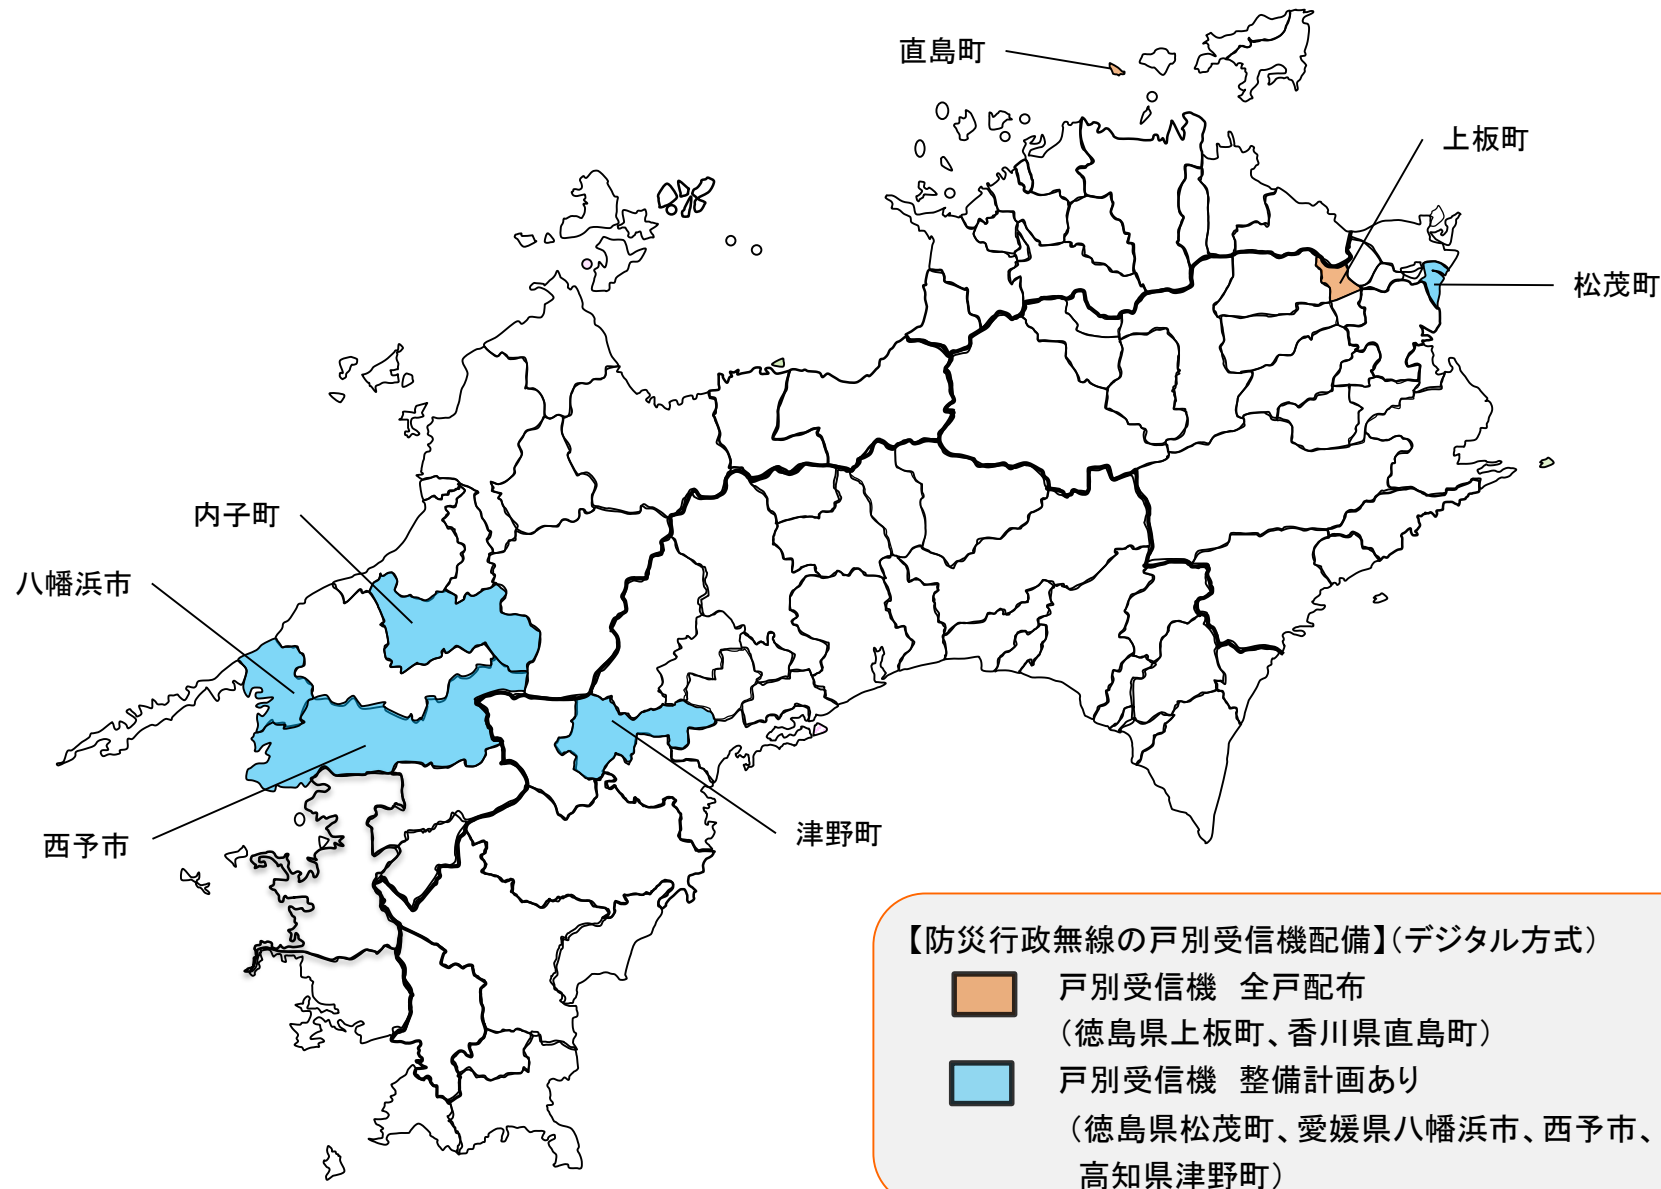 直島町
上板町
松茂町
内子町
八幡浜市
西予市
津野町
【防災行政無線の戸別受信機配備】(デジタル方式)
戸別受信機　全戸配布
(徳島県上板町、香川県直島町)
戸別受信機　整備計画あり
(徳島県松茂町、愛媛県八幡浜市、西予市、
高知県津野町)